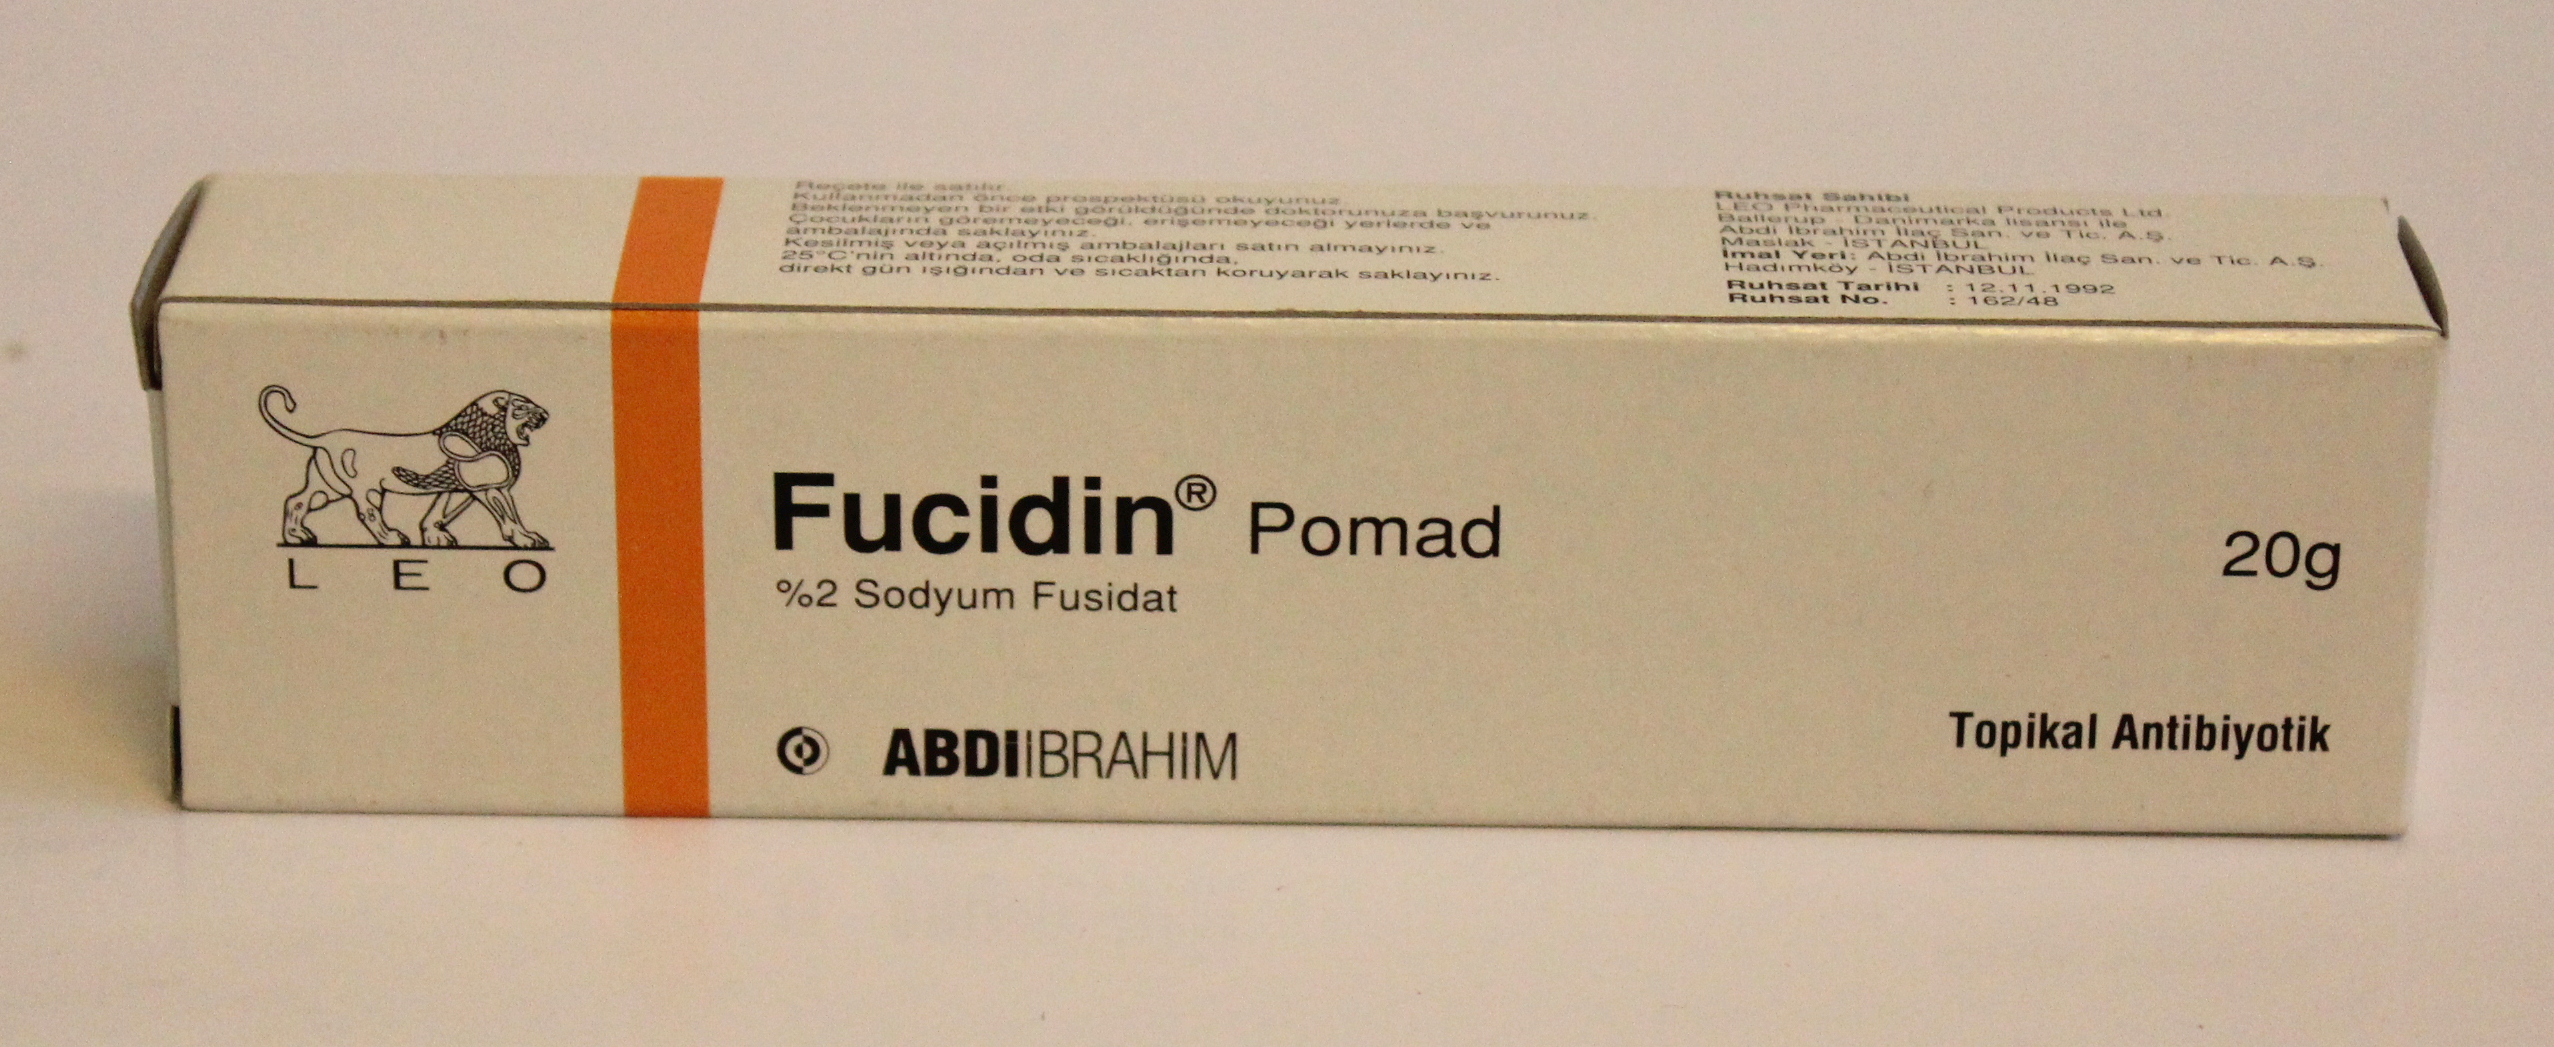 Reçete ile satılır.
Kullanmadan önce prospektüsü okuyunuz.
Beklenmeyen bir etki görüldüğünde doktorunuza başvurunuz.
Çocukların göremeyeceği, erişemeyeceği yerlerde ve
ambalajında saklayınız.
Kesilmiş veya açılmış ambalajları satın almayınız.
25°C'nin altında, oda sıcaklığında,
direkt gün ışığından ve sıcaktan koruyarak saklayınız.
Ruhsat Sahibi
LEO Pharmaceutical Products Ltd.
Ballerup - Danimarka lisansı ile
Abdi İbrahim İlaç San. ve Tic. A.Ş.
Maslak - İSTANBUL
İmal Yeri: Abdi İbrahim İlaç San. ve Tic. A.Ş.
Hadımköy - İSTANBUL
Ruhsat Tarihi : 12.11.1992
Ruhsat No. : 162/48
LEO
Fucidin® Pomad
%2 Sodyum Fusidat
20g
ABDİİBRAHİM
Topikal Antibiyotik